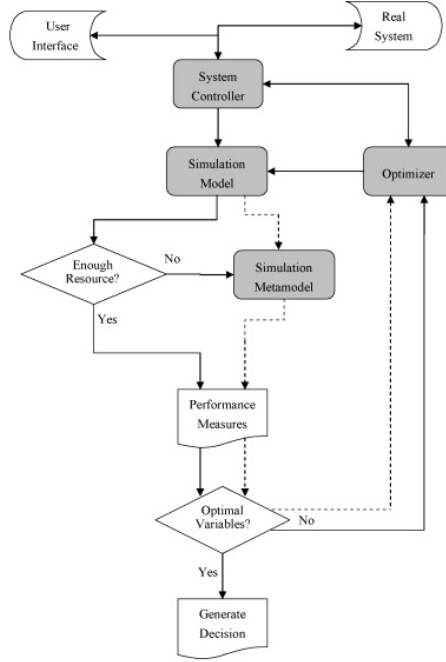 User
Interface
Real
System
System
Controller
Simulation
Model
Optimizer
Enough
Resource?
No
Simulation
Metamodel
Yes
Performance
Measures
Optimal
Variables?
No
Yes
Generate
Decision